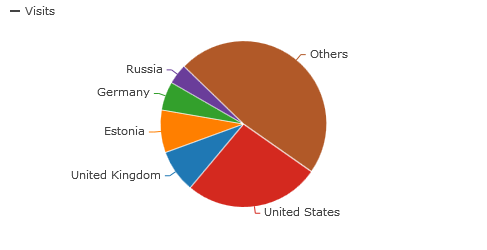 Visits
Others
Russia
Germany
Estonia
United Kingdom
United States